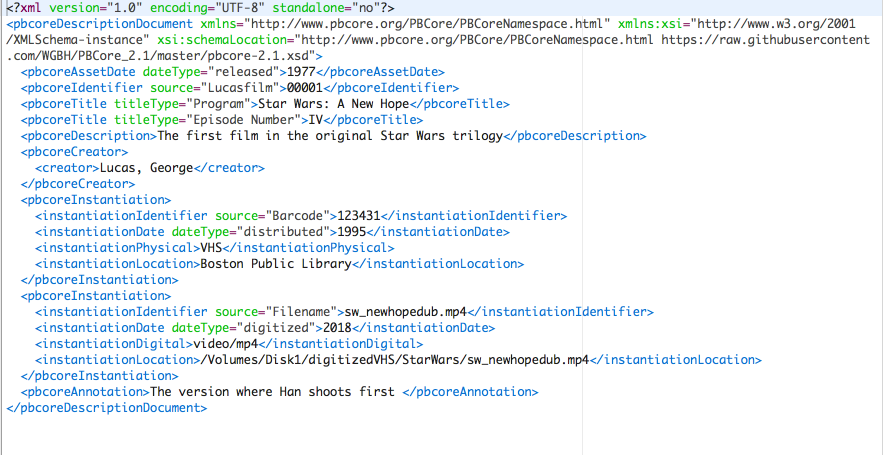 <?xml version="1.0" encoding="UTF-8" standalone="no"?>
<pbcoreDescriptionDocument xmlns="http://www.pbcore.org/PBCore/PBCoreNamespace.html" xmlns:xsi="http://www.w3.org/2001
/XMLSchema-instance" xsi:schemaLocation="http://www.pbcore.org/PBCore/PBCoreNamespace.html https://raw.githubusercontent
.com/WGBH/PBCore_2.1/master/pbcore-2.1.xsd">
  <pbcoreAssetDate dateType="released">1977</pbcoreAssetDate>
  <pbcoreIdentifier source="Lucasfilm">00001</pbcoreIdentifier>
  <pbcoreTitle titleType="Program">Star Wars: A New Hope</pbcoreTitle>
  <pbcoreTitle titleType="Episode Number">IV</pbcoreTitle>
  <pbcoreDescription>The first film in the original Star Wars trilogy</pbcoreDescription>
  <pbcoreCreator>
    <creator>Lucas, George</creator>
  </pbcoreCreator>
  <pbcoreInstantiation>
    <instantiationIdentifier source="Barcode">123431</instantiationIdentifier>
    <instantiationDate dateType="distributed">1995</instantiationDate>
    <instantiationPhysical>VHS</instantiationPhysical>
    <instantiationLocation>Boston Public Library</instantiationLocation>
  </pbcoreInstantiation>
  <pbcoreInstantiation>
    <instantiationIdentifier source="Filename">sw_newhopedub.mp4</instantiationIdentifier>
    <instantiationDate dateType="digitized">2018</instantiationDate>
    <instantiationDigital>video/mp4</instantiationDigital>
    <instantiationLocation>/Volumes/Disk1/digitizedVHS/StarWars/sw_newhopedub.mp4</instantiationLocation>
  </pbcoreInstantiation>
  <pbcoreAnnotation>The version where Han shoots first </pbcoreAnnotation>
</pbcoreDescriptionDocument>